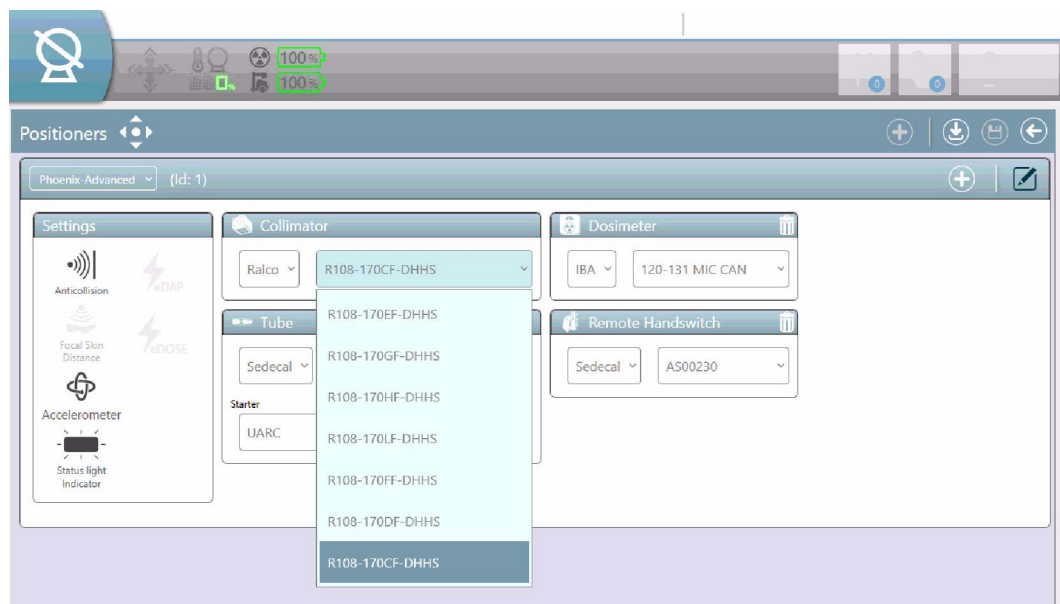 100%
0%
100%
0
0
Positioners
Phoenix-Advanced (Id: 1)
Settings
Anticollision
eDAP
Focal Skin
Distance
eDOSE
Accelerometer
Status light
Indicator
Collimator
Ralco
R108-170CF-DHHS
R108-170EF-DHHS
R108-170GF-DHHS
R108-170HF-DHHS
R108-170LF-DHHS
R108-170FF-DHHS
R108-170DF-DHHS
R108-170CF-DHHS
Tube
Sedecal
Starter
UARC
Dosimeter
IBA
120-131 MIC CAN
Remote Handswitch
Sedecal
AS00230